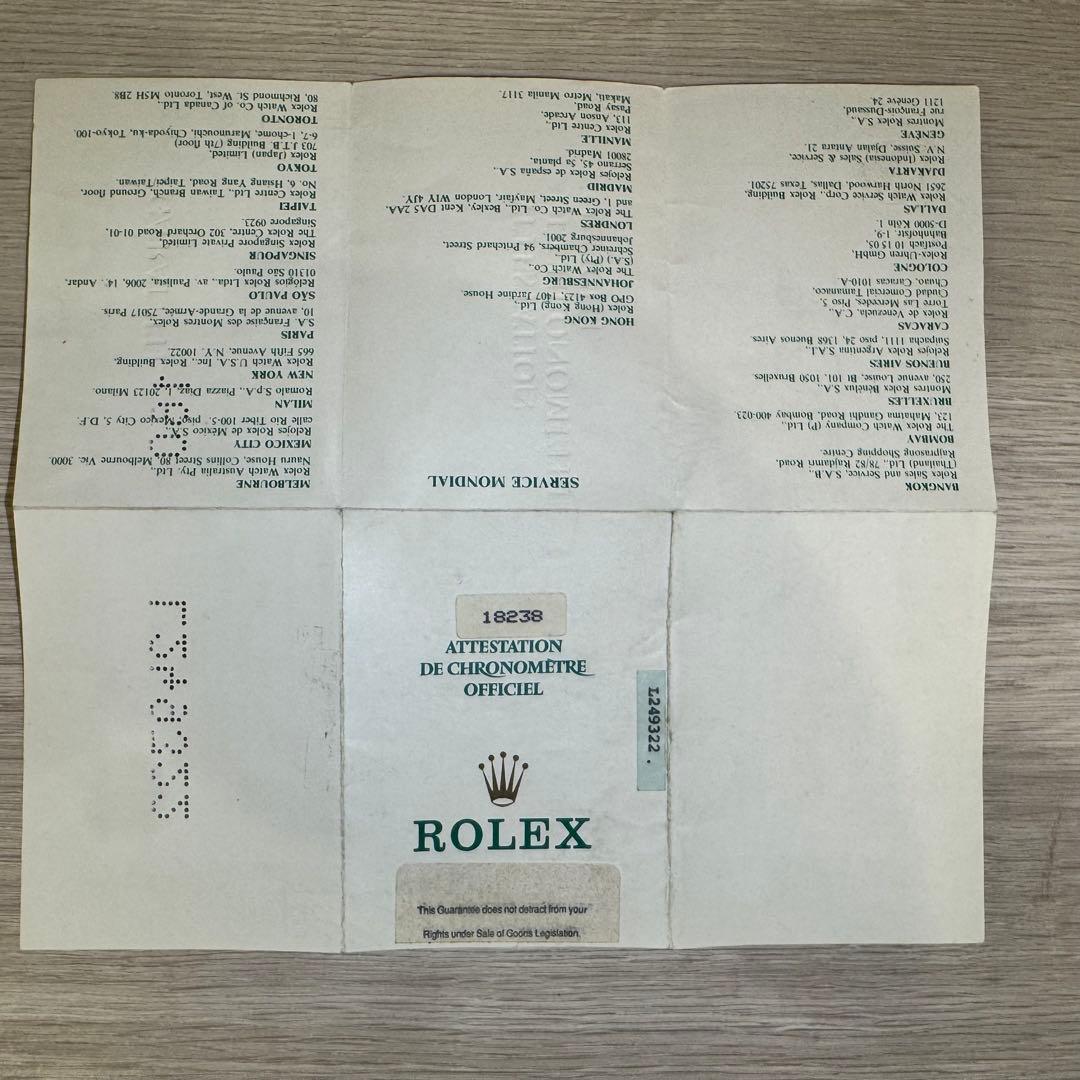 BANGKOK
Rolex Sales and Service, S.A.B.
(Thailand) Ltd., 78/82 Rajdamri Road.
Rajaprasong Shopping Centre.
BOMBAY
The Rolex Watch Company (P) Ltd.,
123, Mahatma Gandhi Road, Bombay 400-023.
BRUXELLES
Montres Rolex Bénélux S.A.,
250, avenue Louise, Bt 101, 1050 Bruxelles.
BUENOS AIRES
Relojes Rolex Argentina S.A.I.,
Suipacha 1111, piso 24, 1368 Buenos Aires.
CARACAS
Rolex de Venezuela, C.A.,
Torre Las Mercedes, Piso 5,
Ciudad Comercial Tamanaco,
Chuao, Caracas 1010-A
COLOGNE
Rolex-Uhren GmbH,
Postfach 10 15 05,
Bahnhofstr. 1-9,
D-5000 Köln 1.
DALLAS
Rolex Watch Service Corp., Rolex Building,
2651 North Harwood, Dallas, Texas 75201.
DJAKARTA
Rolex (Indonesia) Sales & Service,
N.V. Suisse, Djalan Antara 21.
GENÈVE
Montres Rolex S.A.,
rue François-Dussaud,
1211 Genève 24.
SERVICE MONDIAL
HONG KONG
Rolex (Hong Kong) Ltd.,
GPO Box 4123, 1407 Jardine House.
JOHANNESBURG
The Rolex Watch Co.,
(S.A.) (Pty) Ltd.,
Schreiner Chambers, 94 Pritchard Street,
Johannesburg 2001.
LONDRES
The Rolex Watch Co., Ltd., Bexley, Kent DA5 2AA,
and 1, Green Street, Mayfair, London W1Y 4JY.
MADRID
Relojes Rolex de España S.A.,
Serrano 45, 5a planta,
28001 Madrid.
MANILLE
Rolex Centre Ltd.,
113, Anson Arcade,
Pasay Road,
Makati, Metro Manila 3117.
MELBOURNE
Rolex Watch Australia Pty. Ltd.,
Nauru House, Collins Street 80, Melbourne Vic. 3000.
MEXICO CITY
Relojes Rolex de México S.A.,
calle Rio Tiber 100-5° piso, Mexico City 5, D.F.
MILAN
Romalo S.p.A., Piazza Diaz, 1, 20123 Milano.
NEW YORK
Rolex Watch U.S.A. Inc., Rolex Building,
665 Fifth Avenue, N.Y. 10022.
PARIS
S.A. Française des Montres Rolex,
10, avenue de la Grande-Armée, 75017 Paris.
SÃO PAULO
Relógios Rolex Ltda., av. Paulista, 2006, 14°. Andar,
01310 São Paulo.
SINGAPOUR
Rolex Singapore Private Limited,
The Rolex Centre, 302 Orchard Road 01-01,
Singapore 0923.
TAIPEI
Rolex Centre Ltd., Taiwan Branch, Ground floor,
No. 6, Hsiang Yang Road, Taipei/Taiwan.
TOKYO
Rolex (Japan) Limited,
703 J.T.B. Building (7th floor)
6-7, 1-chome, Marunouchi, Chiyoda-ku, Tokyo-100.
TORONTO
Rolex Watch Co. of Canada Ltd.,
80, Richmond St. West, Toronto M5H 2B8.
L249322
18238
ATTESTATION
DE CHRONOMÈTRE
OFFICIEL
L249322.
ROLEX
This Guarantee does not detract from your
Rights under Sale of Goods Legislation.